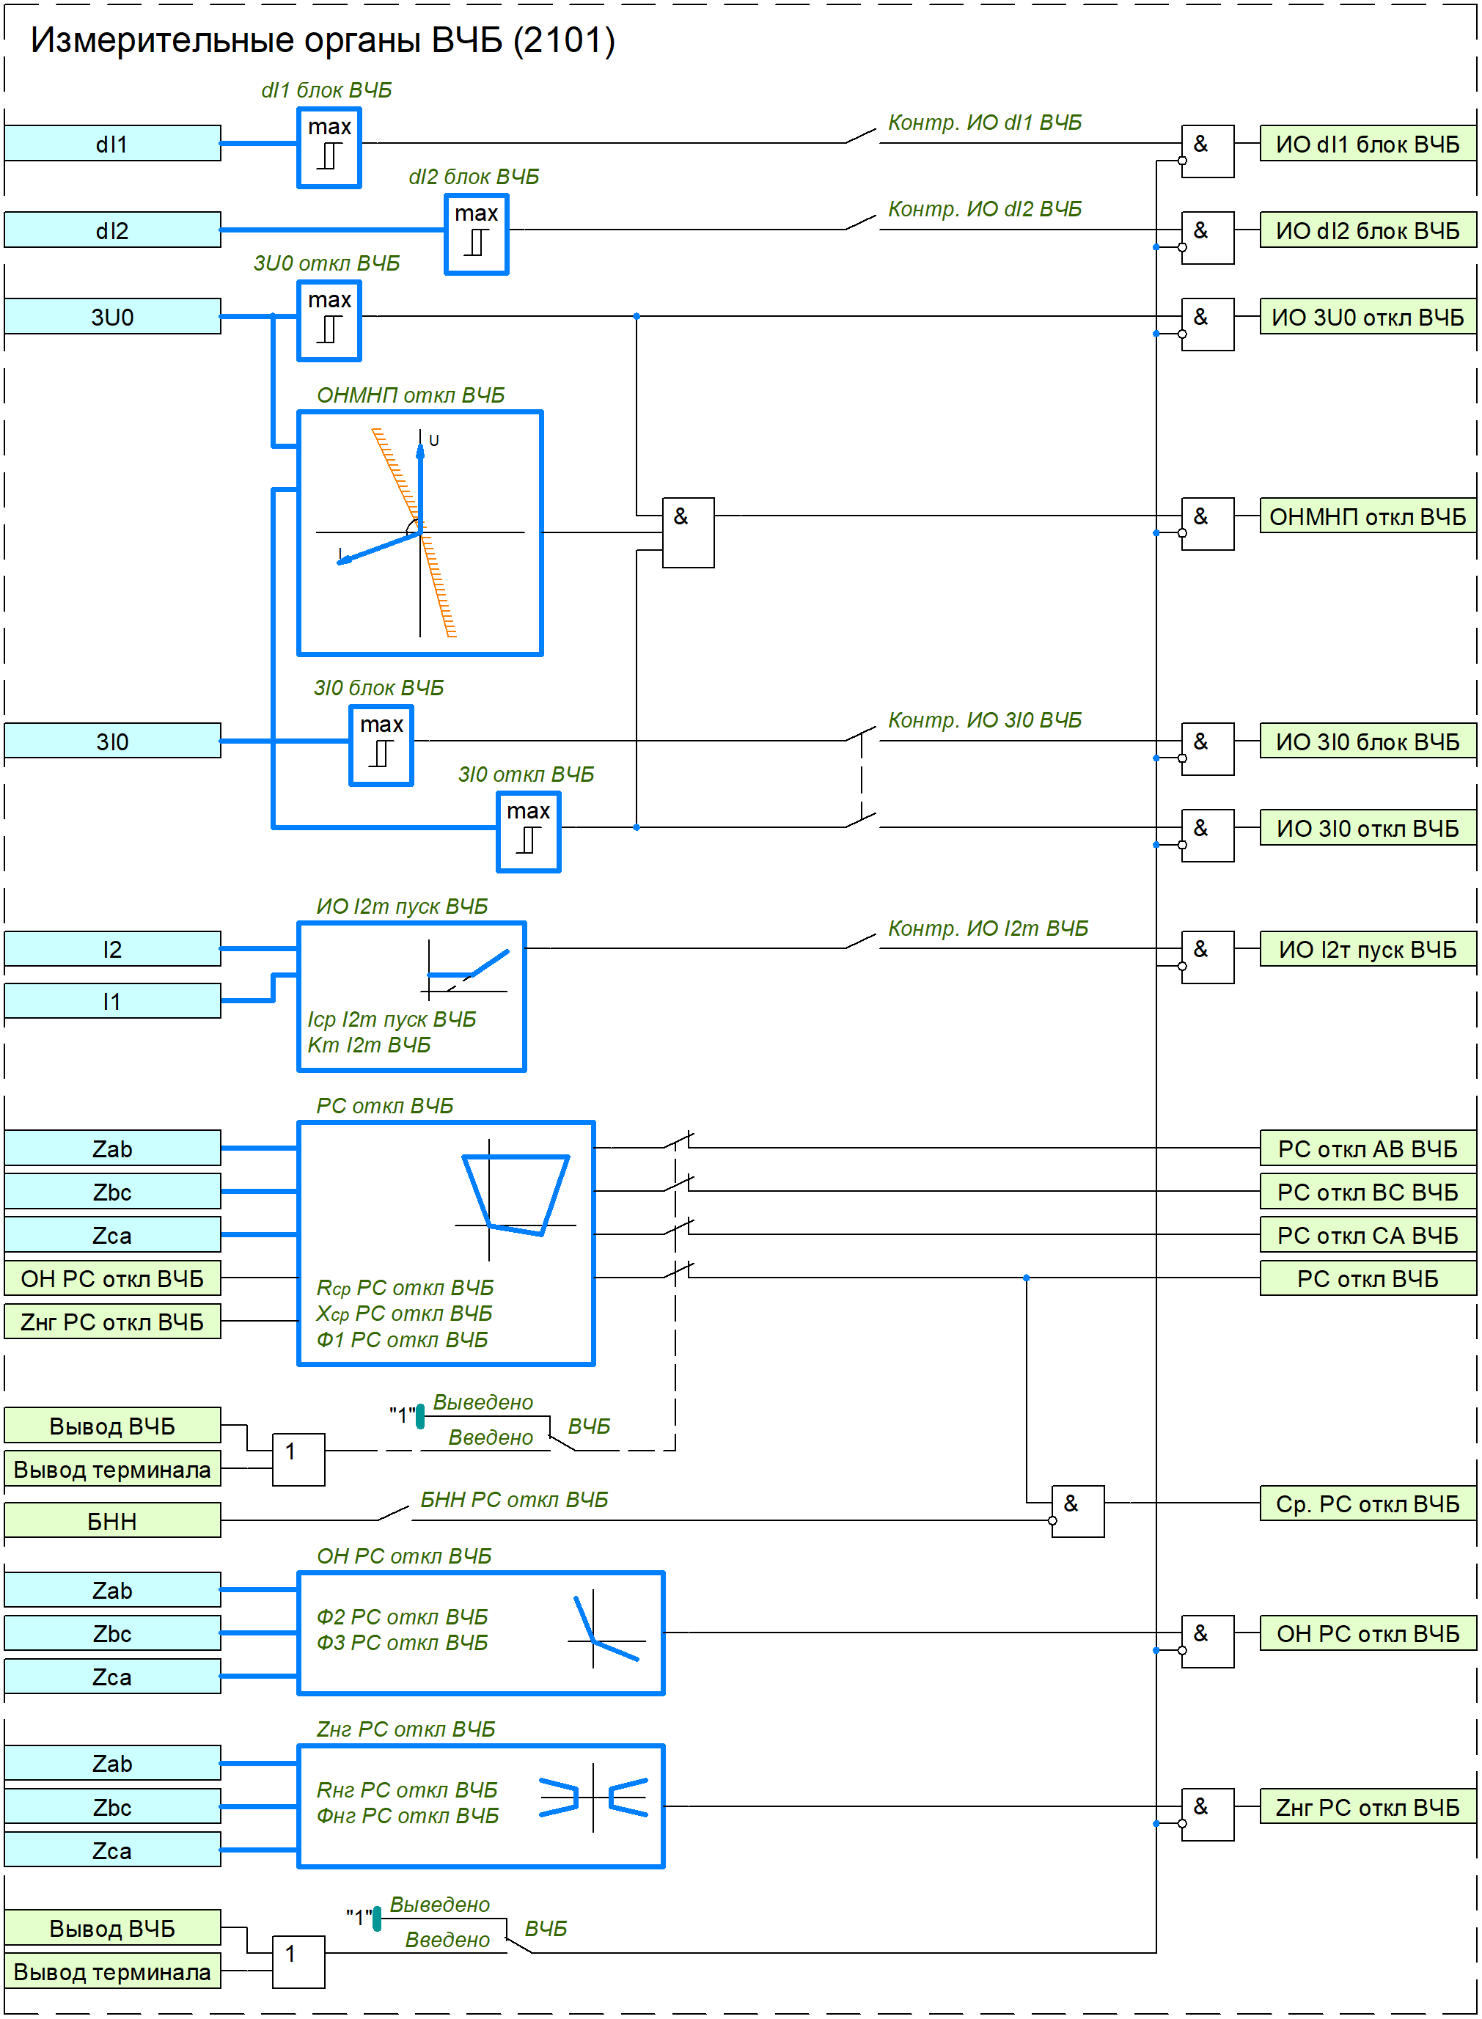 Измерительные органы ВЧБ (2101)
dI1 блок ВЧБ
dI1
max
Контр. ИО dI1 ВЧБ
&
ИО dI1 блок ВЧБ
dI2 блок ВЧБ
dI2
max
Контр. ИО dI2 ВЧБ
&
ИО dI2 блок ВЧБ
3U0 откл ВЧБ
3U0
max
&
ИО 3U0 откл ВЧБ
ОНМНП откл ВЧБ
U
I
&
&
ОНМНП откл ВЧБ
3I0 блок ВЧБ
3I0
max
Контр. ИО 3I0 ВЧБ
&
ИО 3I0 блок ВЧБ
3I0 откл ВЧБ
max
&
ИО 3I0 откл ВЧБ
ИО I2т пуск ВЧБ
I2
Контр. ИО I2т ВЧБ
&
ИО I2т пуск ВЧБ
I1
Iср I2т пуск ВЧБ
Kт I2т ВЧБ
РС откл ВЧБ
Zab
РС откл AB ВЧБ
Zbc
РС откл BC ВЧБ
Zca
РС откл CA ВЧБ
ОН РС откл ВЧБ
РС откл ВЧБ
Rср РС откл ВЧБ
Xср РС откл ВЧБ
Zнг РС откл ВЧБ
Ф1 РС откл ВЧБ
"1"
Выведено
Введено
ВЧБ
Вывод ВЧБ
1
Вывод терминала
БНН РС откл ВЧБ
БНН
&
Ср. РС откл ВЧБ
ОН РС откл ВЧБ
Zab
Ф2 РС откл ВЧБ
Zbc
Ф3 РС откл ВЧБ
&
ОН РС откл ВЧБ
Zca
Zнг РС откл ВЧБ
Zab
Rнг РС откл ВЧБ
Zbc
Фнг РС откл ВЧБ
&
Zнг РС откл ВЧБ
Zca
"1"
Выведено
Введено
ВЧБ
Вывод ВЧБ
1
Вывод терминала